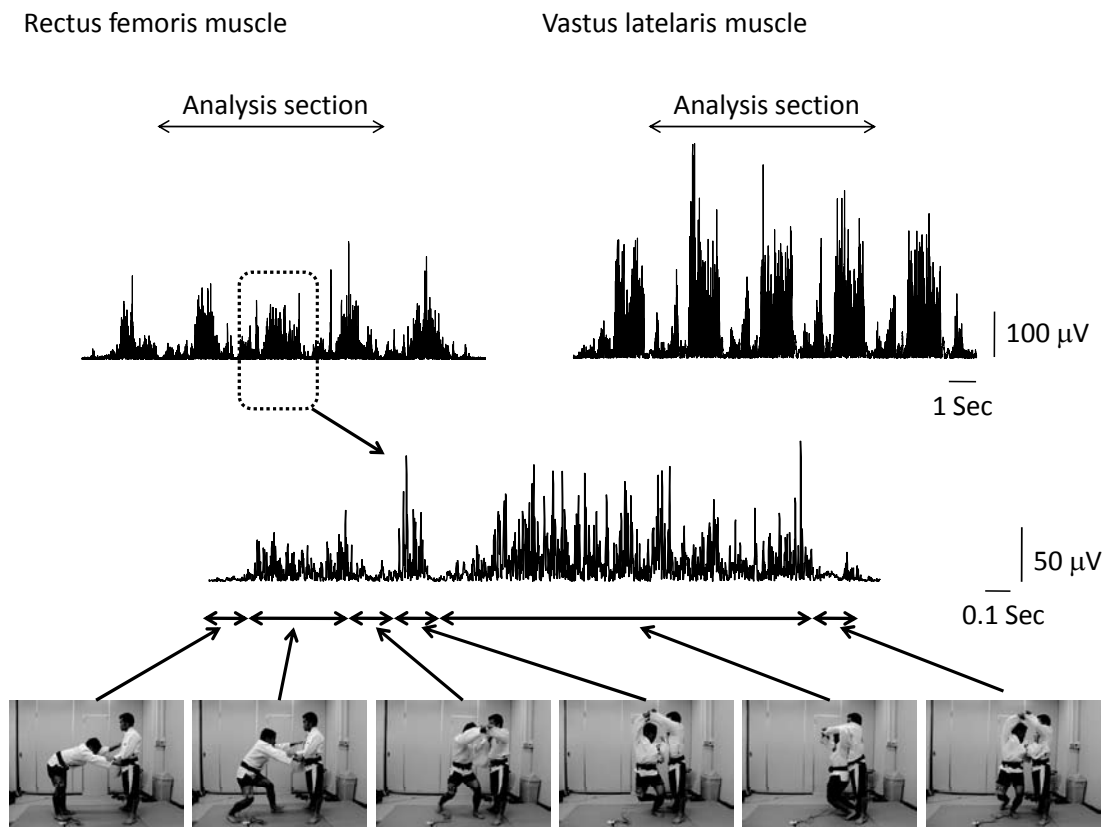 Rectus femoris muscle
Vastus latelaris muscle
Analysis section
Analysis section
100 μV
1 Sec
50 μV
0.1 Sec